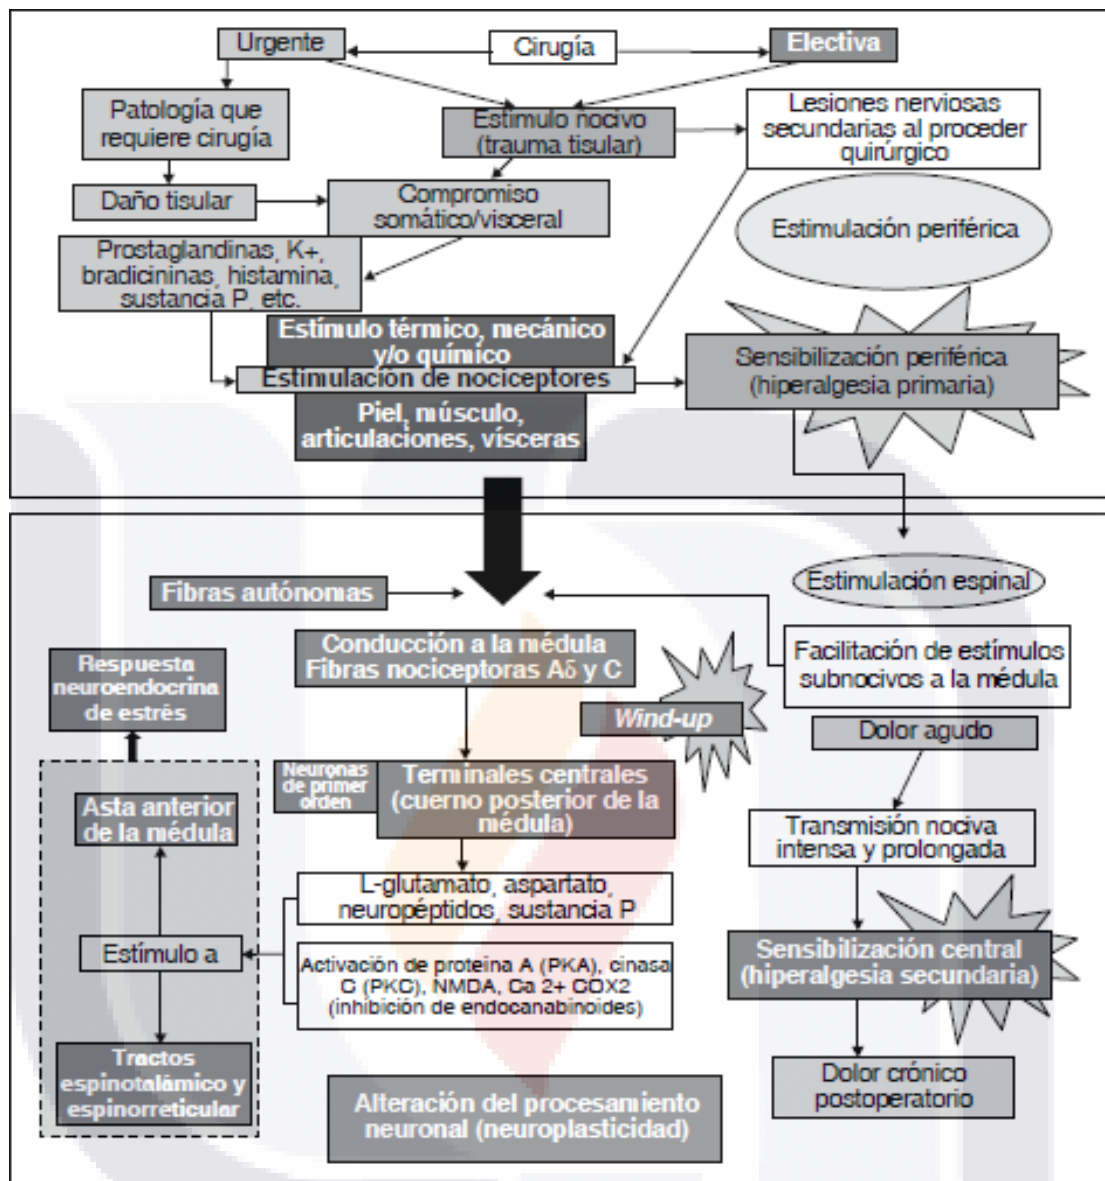 Urgente
Cirugía
Electiva
Patología que
requiere cirugía
Estímulo nocivo
(trauma tisular)
Lesiones nerviosas
secundarias al proceder
quirúrgico
Daño tisular
Compromiso
somático/visceral
Estimulación periférica
Prostaglandinas, K+,
bradicininas, histamina,
sustancia P, etc.
Estímulo térmico, mecánico
y/o químico
Estimulación de nociceptores
Piel, músculo,
articulaciones, vísceras
Sensibilización periférica
(hiperalgesia primaria)
Fibras autónomas
Estimulación espinal
Conducción a la médula
Fibras nociceptoras Aδ y C
Facilitación de estímulos
subnocivos a la médula
Respuesta
neuroendocrina
de estrés
Wind-up
Dolor agudo
Neuronas
de primer
orden
Terminales centrales
(cuerno posterior de la
médula)
Asta anterior
de la médula
Transmisión nociva
intensa y prolongada
L-glutamato, aspartato,
neuropéptidos, sustancia P
Estímulo a
Activación de proteina A (PKA), cinasa
C (PKC), NMDA, Ca 2+ COX2
(inhibición de endocanabinoides)
Sensibilización central
(hiperalgesia secundaria)
Tractos
espinotalámico y
espinorreticular
Alteración del procesamiento
neuronal (neuroplasticidad)
Dolor crónico
postoperatorio